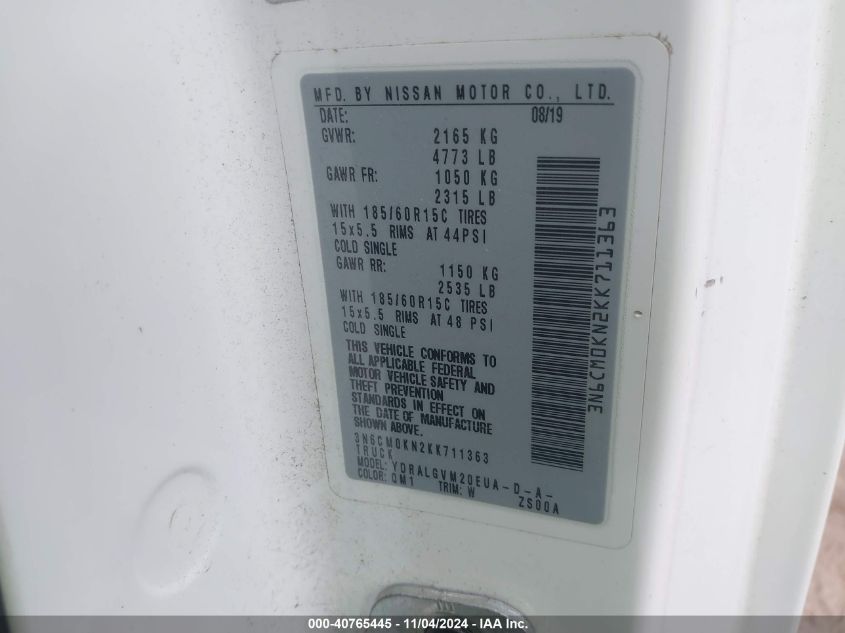 MFD. BY NISSAN MOTOR CO., LTD.
DATE: 08/19
GVWR: 2165 KG
4773 LB
GAWR FR: 1050 KG
2315 LB
WITH 185/60R15C TIRES
15x5.5 RIMS AT 44PSI
COLD SINGLE
GAWR RR: 1150 KG
2535 LB
WITH 185/60R15C TIRES
15x5.5 RIMS AT 48 PSI
COLD SINGLE
THIS VEHICLE CONFORMS TO
ALL APPLICABLE FEDERAL
MOTOR VEHICLE SAFETY AND
THEFT PREVENTION
STANDARDS IN EFFECT ON
THE DATE OF MANUFACTURE
SHOWN ABOVE.
3N6CM0KN2KK711363
TRUCK
MODEL: YDRALGVM20EUA-D-A-
COLOR: QM1 TRIM: W ZS00A
3N6CM0KN2KK711363
000-40765445 - 11/04/2024 - IAA Inc.